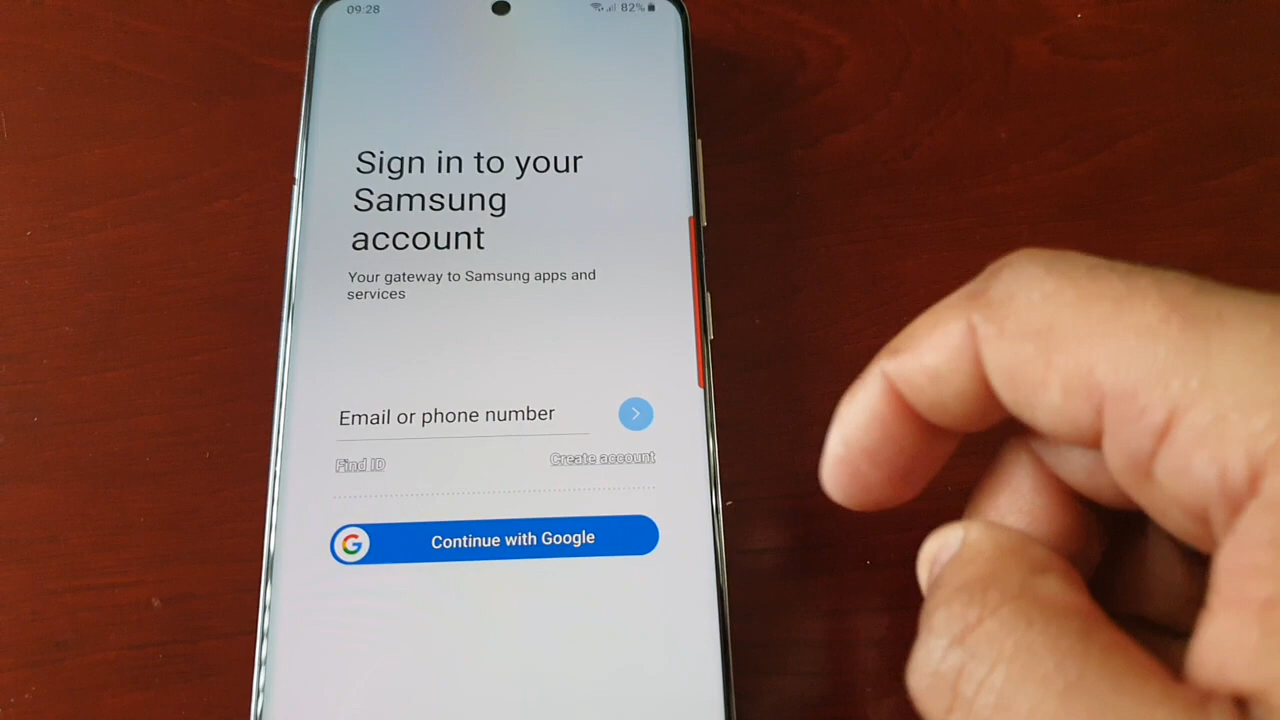 09:28
82%
Sign in to your
Samsung
account
Your gateway to Samsung apps and
services
Email or phone number
Find ID
Create account
Continue with Google